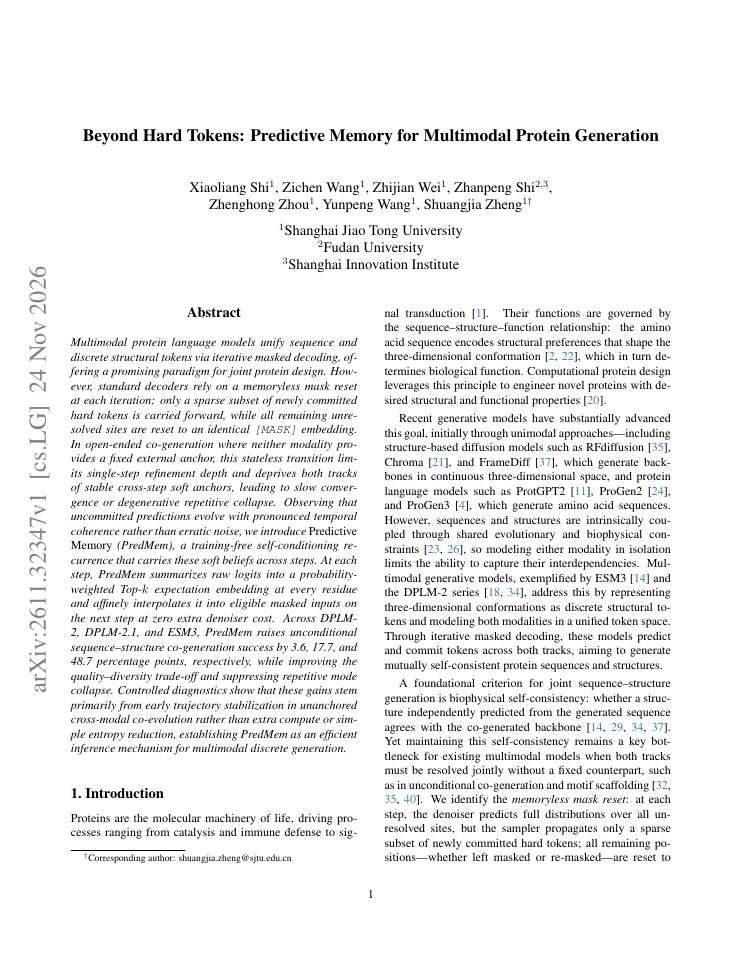 Beyond Hard Tokens: Predictive Memory for Multimodal Protein Generation
Xiaoliang Shi1, Zichen Wang1, Zhijian Wei1, Zhanpeng Shi2,3,
Zhenghong Zhou1, Yunpeng Wang1, Shuangjia Zheng1†
1Shanghai Jiao Tong University
2Fudan University
3Shanghai Innovation Institute
arXiv:2611.32347v1 [cs.LG] 24 Nov 2026
Abstract
Multimodal protein language models unify sequence and
discrete structural tokens via iterative masked decoding, of-
fering a promising paradigm for joint protein design. How-
ever, standard decoders rely on a memoryless mask reset
at each iteration: only a sparse subset of newly committed
hard tokens is carried forward, while all remaining unre-
solved sites are reset to an identical [MASK] embedding.
In open-ended co-generation where neither modality pro-
vides a fixed external anchor, this stateless transition lim-
its single-step refinement depth and deprives both tracks
of stable cross-step soft anchors, leading to slow conver-
gence or degenerative repetitive collapse. Observing that
uncommitted predictions evolve with pronounced temporal
coherence rather than erratic noise, we introduce Predictive
Memory (PredMem), a training-free self-conditioning re-
currence that carries these soft beliefs across steps. At each
step, PredMem summarizes raw logits into a probability-
weighted Top-k expectation embedding at every residue
and affinely interpolates it into eligible masked inputs on
the next step at zero extra denoiser cost. Across DPLM-
2, DPLM-2.1, and ESM3, PredMem raises unconditional
sequence–structure co-generation success by 3.6, 17.7, and
48.7 percentage points, respectively, while improving the
quality–diversity trade-off and suppressing repetitive mode
collapse. Controlled diagnostics show that these gains stem
primarily from early trajectory stabilization in unanchored
cross-modal co-evolution rather than extra compute or sim-
ple entropy reduction, establishing PredMem as an efficient
inference mechanism for multimodal discrete generation.
1. Introduction
Proteins are the molecular machinery of life, driving pro-
cesses ranging from catalysis and immune defense to sig-
†Corresponding author: shuangjia.zheng@sjtu.edu.cn
nal transduction [1]. Their functions are governed by
the sequence–structure–function relationship: the amino
acid sequence encodes structural preferences that shape the
three-dimensional conformation [2, 22], which in turn de-
termines biological function. Computational protein design
leverages this principle to engineer novel proteins with de-
sired structural and functional properties [20].
Recent generative models have substantially advanced
this goal, initially through unimodal approaches—including
structure-based diffusion models such as RFdiffusion [35],
Chroma [21], and FrameDiff [37], which generate back-
bones in continuous three-dimensional space, and protein
language models such as ProtGPT2 [11], ProGen2 [24],
and ProGen3 [4], which generate amino acid sequences.
However, sequences and structures are intrinsically cou-
pled through shared evolutionary and biophysical con-
straints [23, 26], so modeling either modality in isolation
limits the ability to capture their interdependencies. Mul-
timodal generative models, exemplified by ESM3 [14] and
the DPLM-2 series [18, 34], address this by representing
three-dimensional conformations as discrete structural to-
kens and modeling both modalities in a unified token space.
Through iterative masked decoding, these models predict
and commit tokens across both tracks, aiming to generate
mutually self-consistent protein sequences and structures.
A foundational criterion for joint sequence–structure
generation is biophysical self-consistency: whether a struc-
ture independently predicted from the generated sequence
agrees with the co-generated backbone [14, 29, 34, 37].
Yet maintaining this self-consistency remains a key bot-
tleneck for existing multimodal models when both tracks
must be resolved jointly without a fixed counterpart, such
as in unconditional co-generation and motif scaffolding [32,
35, 40]. We identify the memoryless mask reset: at each
step, the denoiser predicts full distributions over all un-
resolved sites, but the sampler propagates only a sparse
subset of newly committed hard tokens; all remaining po-
sitions—whether left masked or re-masked—are reset to
1